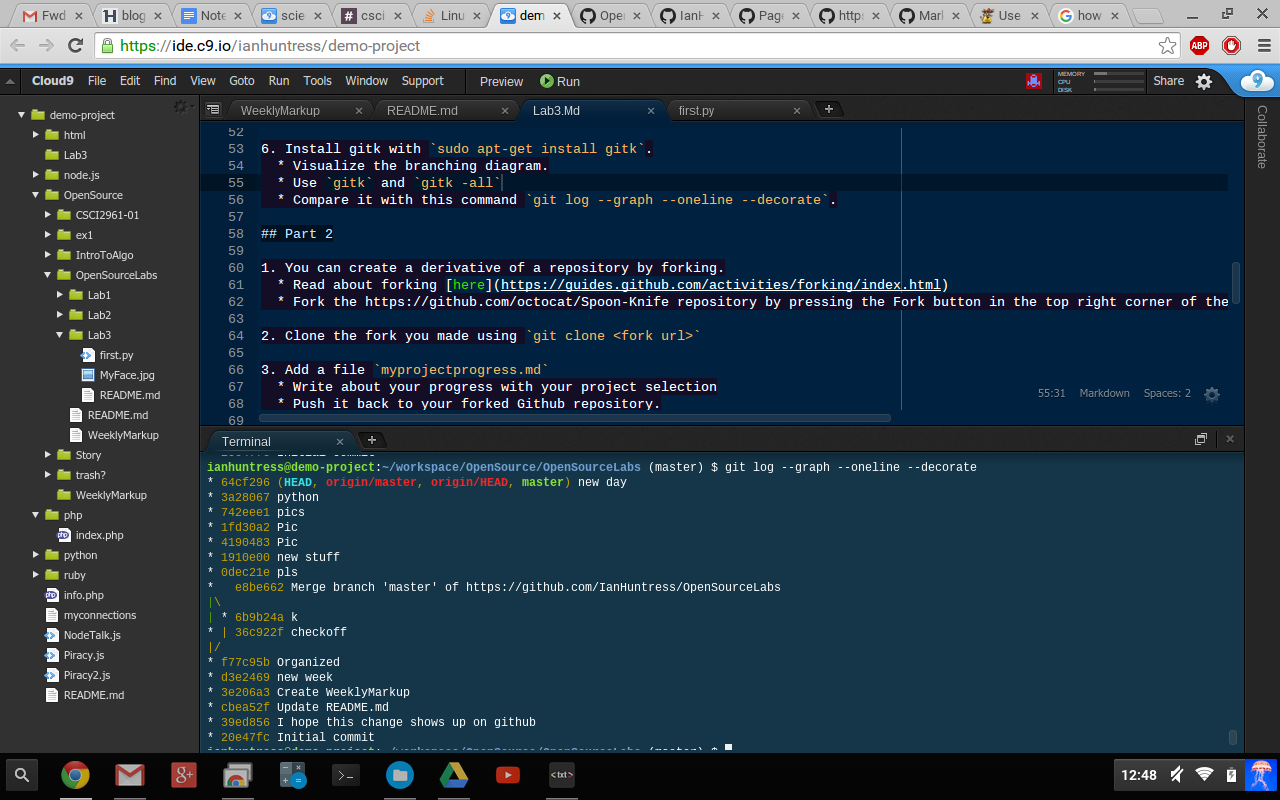 Fwd
blog
Note
scie
csci
Linu
dem
Oper
IanH
Page
https
Mark
Use
how
https://ide.c9.io/ianhuntress/demo-project
ABP
Cloud9 File Edit Find View Goto Run Tools Window Support Preview Run
MEMORY
CPU
DISK
Share
Collaborate
demo-project
html
Lab3
node.js
OpenSource
CSCI2961-01
ex1
IntroToAlgo
OpenSourceLabs
Lab1
Lab2
Lab3
first.py
MyFace.jpg
README.md
README.md
WeeklyMarkup
Story
trash?
WeeklyMarkup
php
index.php
python
ruby
info.php
myconnections
NodeTalk.js
Piracy.js
Piracy2.js
README.md
WeeklyMarkup README.md Lab3.Md first.py
52
53 6. Install gitk with `sudo apt-get install gitk`.
54 * Visualize the branching diagram.
55 * Use `gitk` and `gitk -all`
56 * Compare it with this command `git log --graph --oneline --decorate`.
57
58 ## Part 2
59
60 1. You can create a derivative of a repository by forking.
61 * Read about forking [here](https://guides.github.com/activities/forking/index.html)
62 * Fork the https://github.com/octocat/Spoon-Knife repository by pressing the Fork button in the top right corner of the
63
64 2. Clone the fork you made using `git clone <fork url>`
65
66 3. Add a file `myprojectprogress.md`
67 * Write about your progress with your project selection
68 * Push it back to your forked Github repository.
69
55:31 Markdown Spaces: 2
Terminal
ianhuntress@demo-project:~/workspace/OpenSource/OpenSourceLabs (master) $ git log --graph --oneline --decorate
* 64cf296 (HEAD, origin/master, origin/HEAD, master) new day
* 3a28067 python
* 742eee1 pics
* 1fd30a2 Pic
* 4190483 Pic
* 1910e00 new stuff
* 0dec21e pls
* e8be662 Merge branch 'master' of https://github.com/IanHuntress/OpenSourceLabs
|\
| * 6b9b24a k
* | 36c922f checkoff
|/
* f77c95b Organized
* d3e2469 new week
* 3e206a3 Create WeeklyMarkup
* cbea52f Update README.md
* 39ed856 I hope this change shows up on github
* 20e47fc Initial commit
ianhuntress@demo-project:~/workspace/OpenSource/OpenSourceLabs (master) $
<txt>
12:48